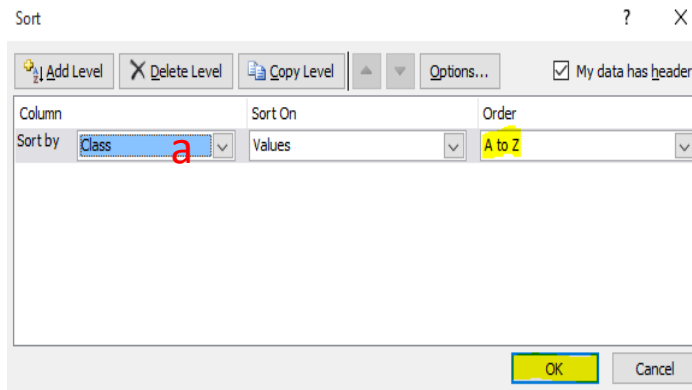 Sort ? X
Add Level Delete Level Copy Level Options... My data has header
Column Sort On Order
Sort by Class a Values A to Z
OK Cancel